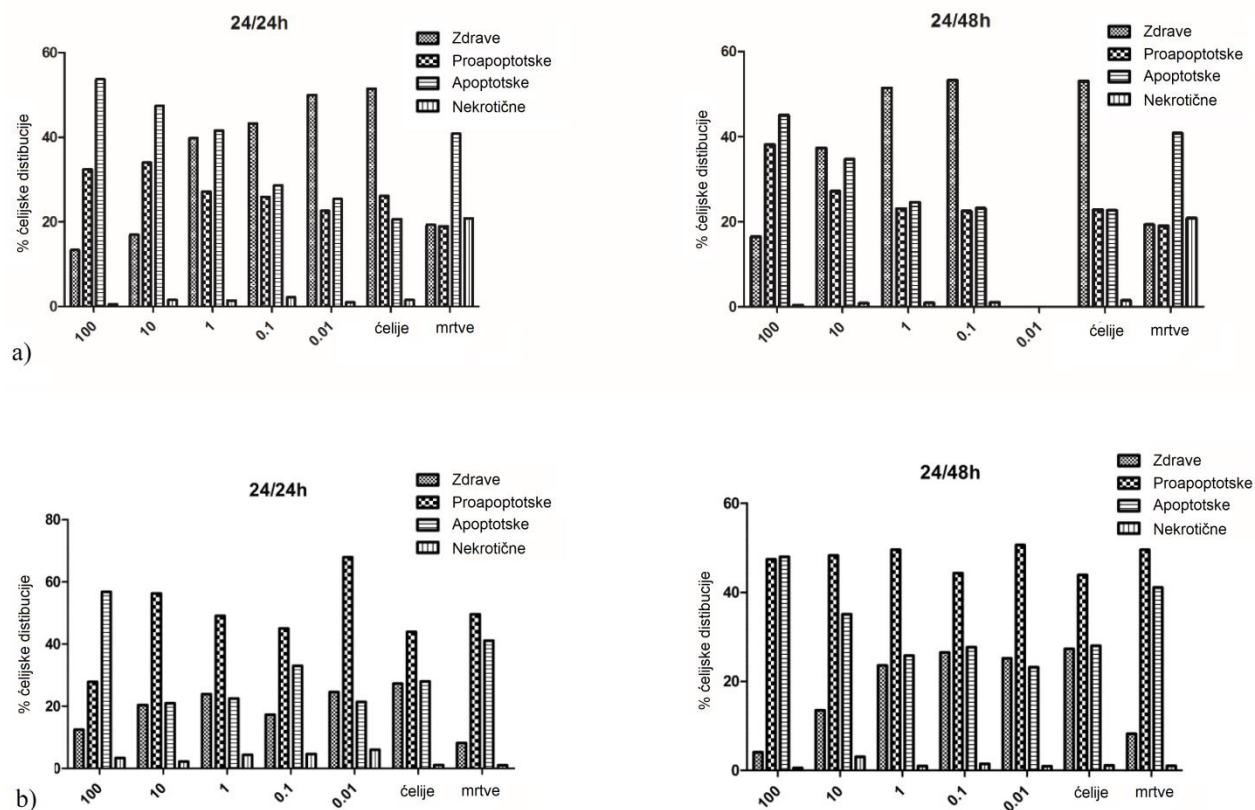 24/24h
Zdrave
Proapoptotske
Apoptotske
Nekrotične
% ćelijske distibucije
60
40
20
0
100
10
1
0.1
0.01
ćelije
mrtve
a)
24/48h
Zdrave
Proapoptotske
Apoptotske
Nekrotične
% ćelijske distibucije
60
40
20
0
100
10
1
0.1
0.01
ćelije
mrtve
24/24h
Zdrave
Proapoptotske
Apoptotske
Nekrotične
% ćelijske distibucije
80
60
40
20
0
100
10
1
0.1
0.01
ćelije
mrtve
b)
24/48h
Zdrave
Proapoptotske
Apoptotske
Nekrotične
% ćelijske distibucije
60
40
20
0
100
10
1
0.1
0.01
ćelije
mrtve